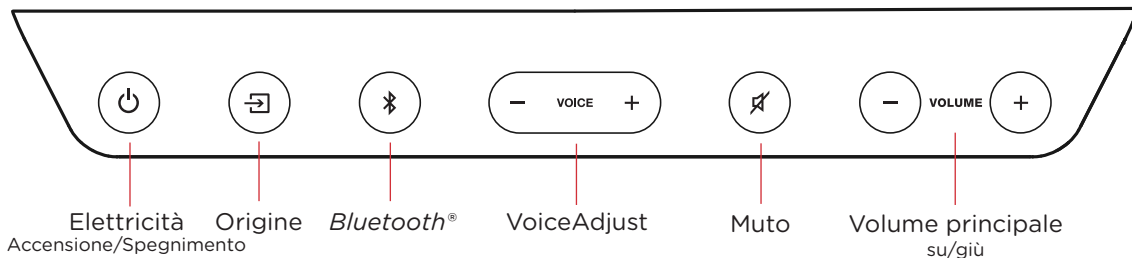 − VOICE +
− VOLUME +
Elettricità
Accensione/Spegnimento
Origine
Bluetooth®
VoiceAdjust
Muto
Volume principale
su/giù